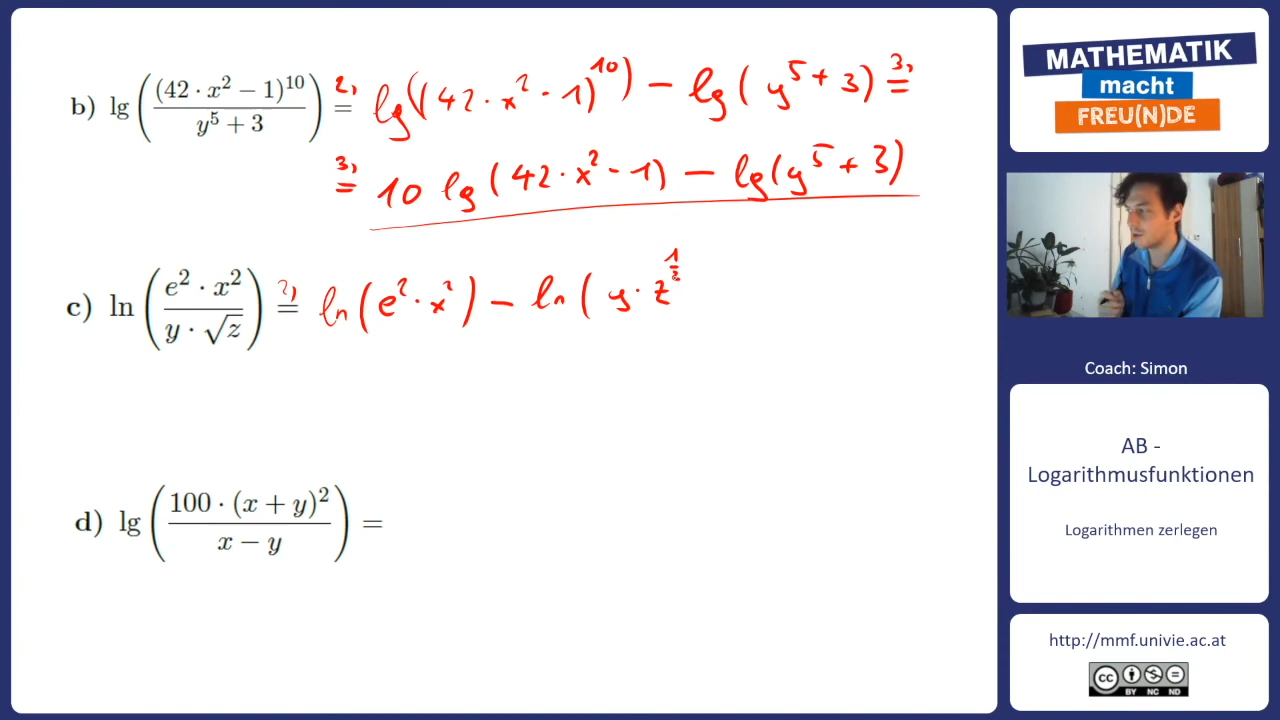 b) lg ( (42 · x² − 1)¹⁰ / y⁵ + 3 ) 2) = lg((42 · x² - 1)¹⁰) − lg (y⁵ + 3) 3) =
3) = 10 lg (42 · x² - 1) − lg(y⁵ + 3)
c) ln ( e² · x² / y · √z ) 2) = ln (e² · x²) − ln ( y · z^½
d) lg ( 100 · (x + y)² / x − y ) =
MATHEMATIK
macht
FREU(N)DE
Coach: Simon
AB -
Logarithmusfunktionen
Logarithmen zerlegen
http://mmf.univie.ac.at
cc BY NC ND